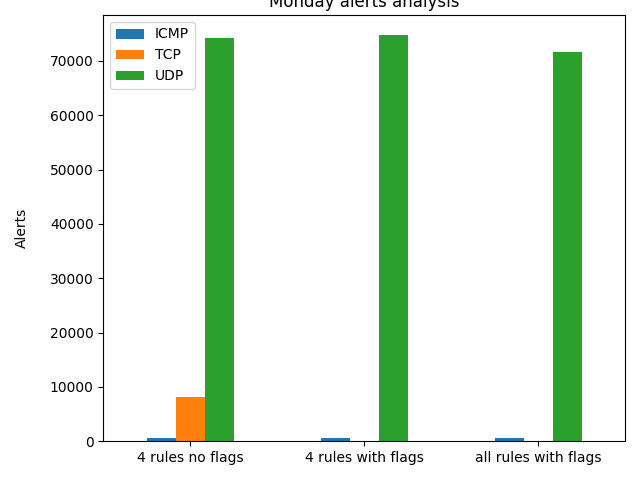 Monday alerts analysis
ICMP
TCP
UDP
70000
60000
50000
40000
30000
20000
10000
0
Alerts
4 rules no flags
4 rules with flags
all rules with flags